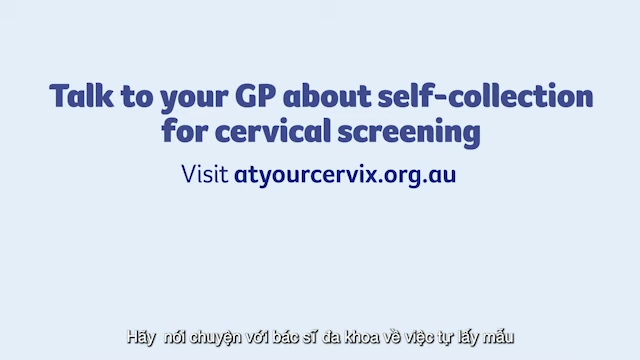 Talk to your GP about self-collection
for cervical screening
Visit atyourcervix.org.au
Hãy nói chuyện với bác sĩ đa khoa về việc tự lấy mẫu